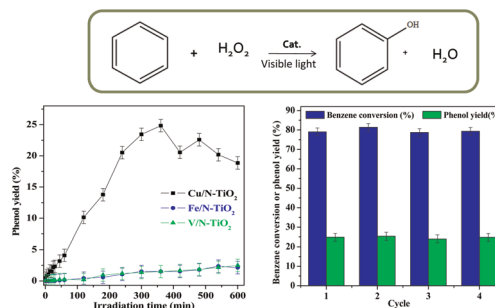 OH
+ H₂O₂ Cat. + H₂O
Visible light
Phenol yield (%)
25
20
15
10
5
0
Cu/N-TiO₂
Fe/N-TiO₂
V/N-TiO₂
0 100 200 300 400 500 600
Irradiation time (min)
Benzene conversion or phenol yield (%)
90
80
70
60
50
40
30
20
10
0
Benzene conversion (%) Phenol yield(%
1 2 3 4
Cycle